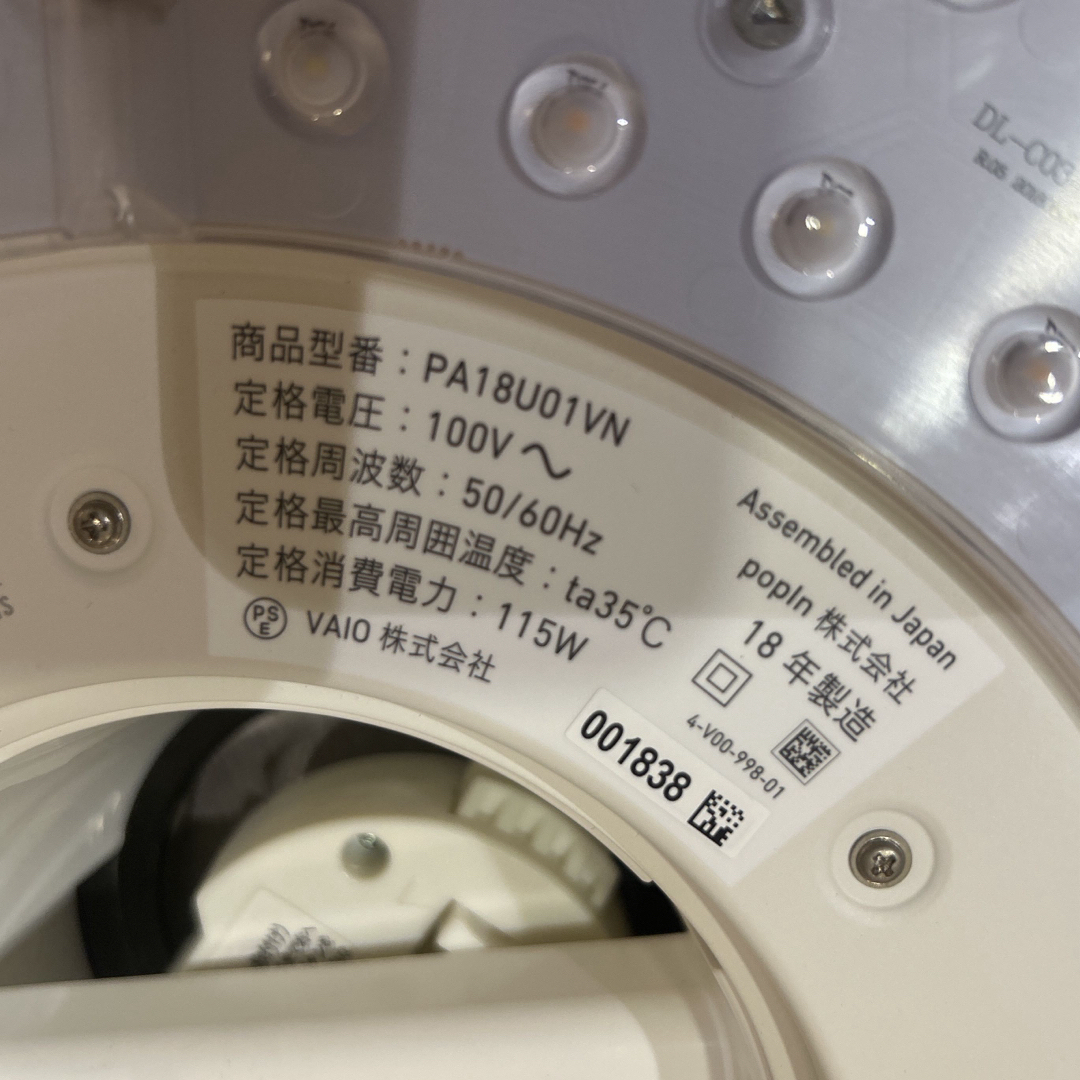 DL-C03
商品型番：PA18U01VN
定格電圧：100V～
定格周波数：50/60Hz
定格最高周囲温度：ta35℃
定格消費電力：115W
PS
E
VAIO 株式会社
Assembled in Japan
popIn 株式会社
18 年製造
4-V00-998-01
001838